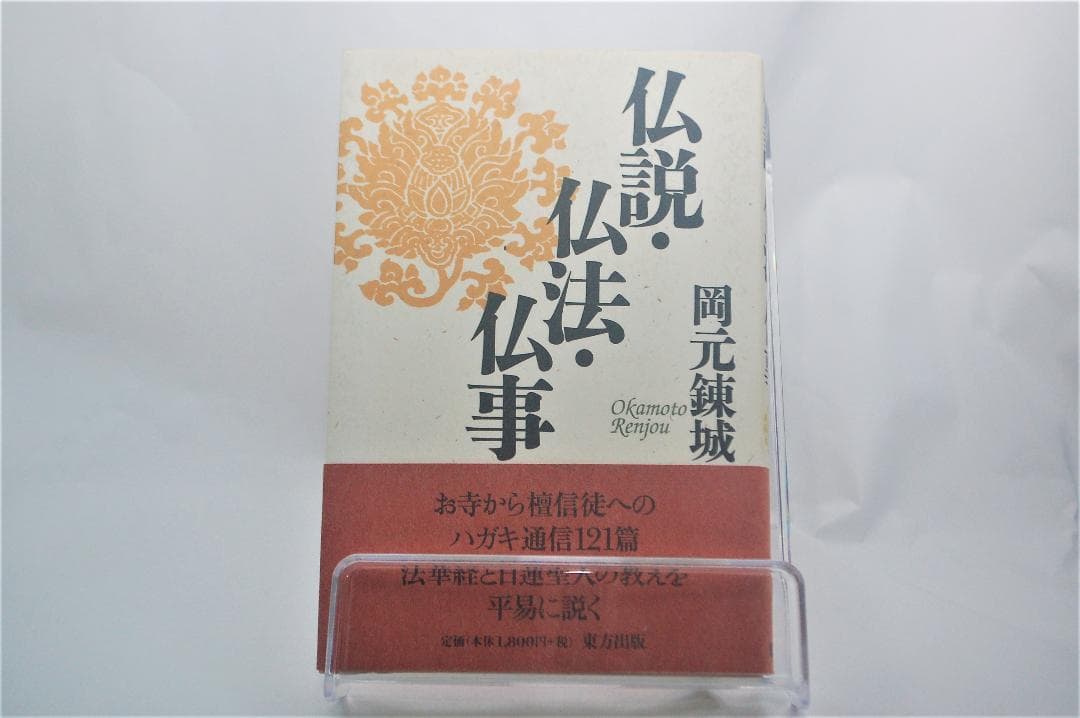 仏説・
仏法・
仏事
岡元錬城
Okamoto
Renjou
お寺から檀信徒への
ハガキ通信121篇
法華経と日蓮聖人の教えを
平易に説く
定価(本体1,800円+税) 東方出版